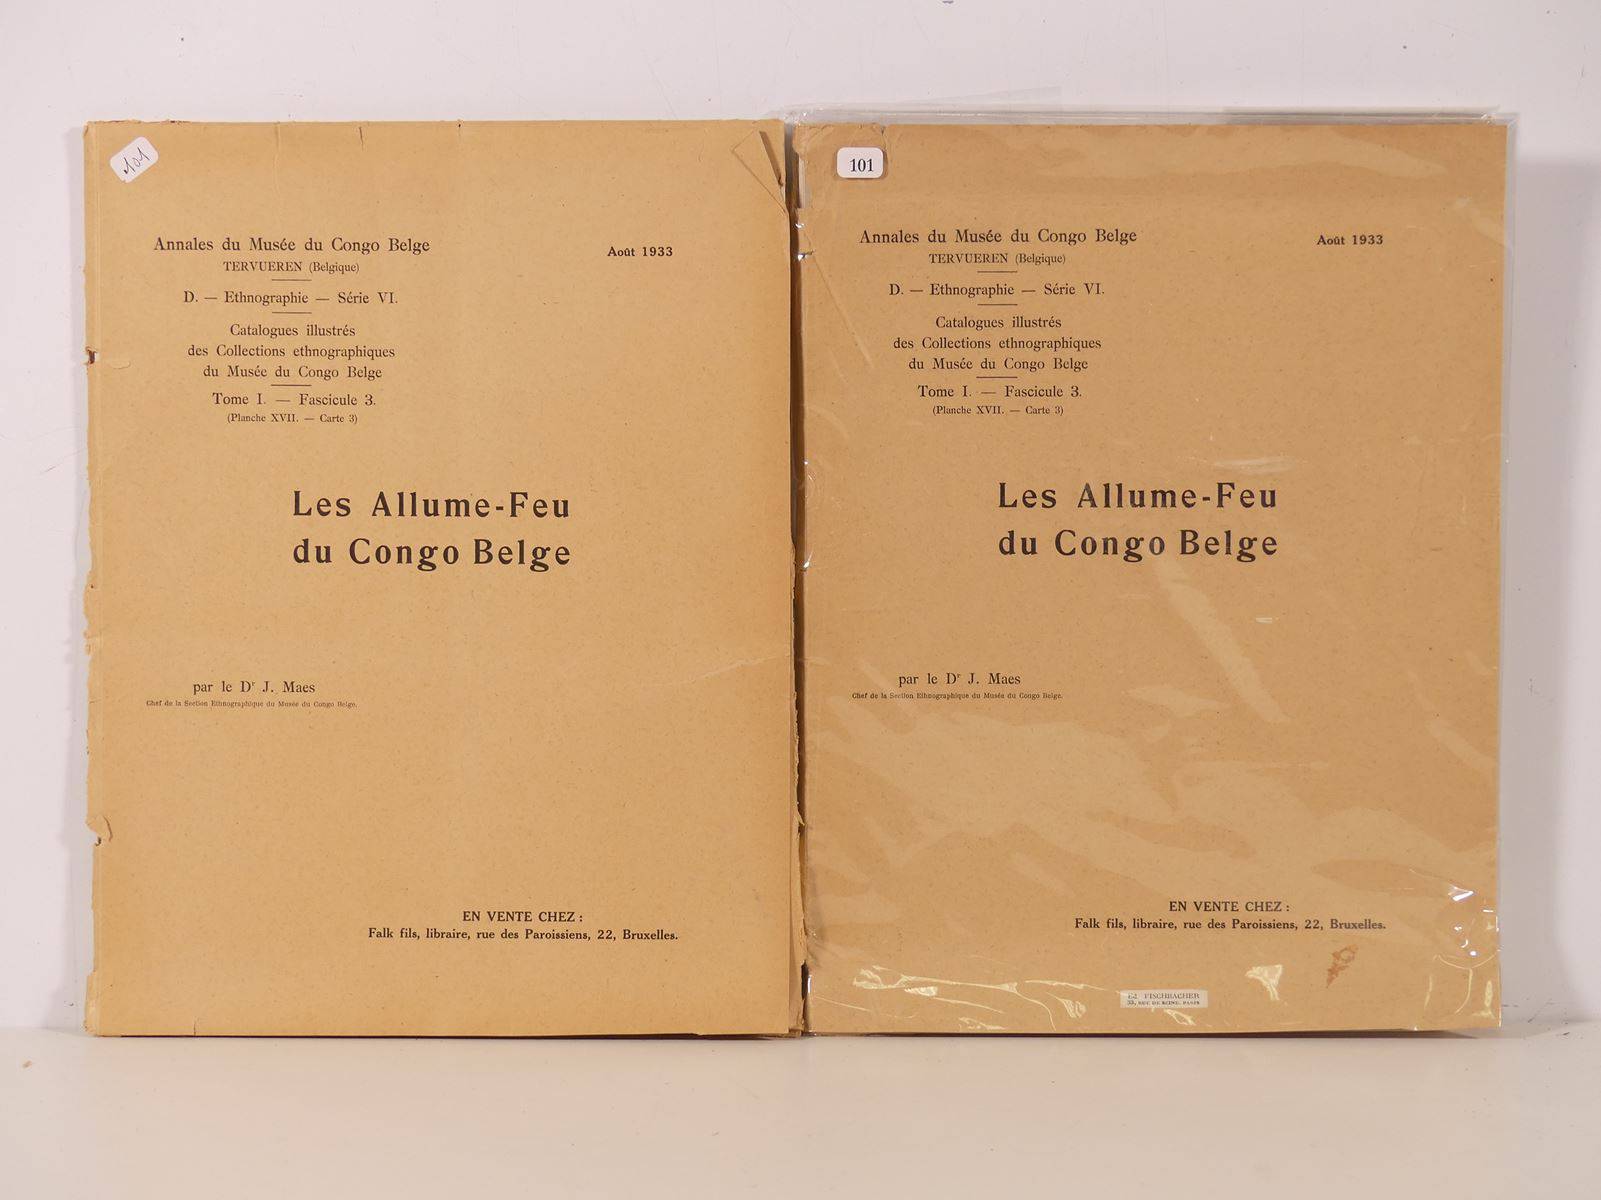 101
Annales du Musée du Congo Belge
TERVUEREN (Belgique)
Août 1933
D. — Ethnographie — Série VI.
Catalogues illustrés
des Collections ethnographiques
du Musée du Congo Belge
Tome I. — Fascicule 3.
(Planche XVII. — Carte 3)
Les Allume-Feu
du Congo Belge
par le Dr J. Maes
Chef de la Section Ethnographique du Musée du Congo Belge.
EN VENTE CHEZ :
Falk fils, libraire, rue des Paroissiens, 22, Bruxelles.
101
Annales du Musée du Congo Belge
TERVUEREN (Belgique)
Août 1933
D. — Ethnographie — Série VI.
Catalogues illustrés
des Collections ethnographiques
du Musée du Congo Belge
Tome I. — Fascicule 3.
(Planche XVII. — Carte 3)
Les Allume-Feu
du Congo Belge
par le Dr J. Maes
Chef de la Section Ethnographique du Musée du Congo Belge.
EN VENTE CHEZ :
Falk fils, libraire, rue des Paroissiens, 22, Bruxelles.
FISCHBACHER
33, RUE DE SEINE, PARIS